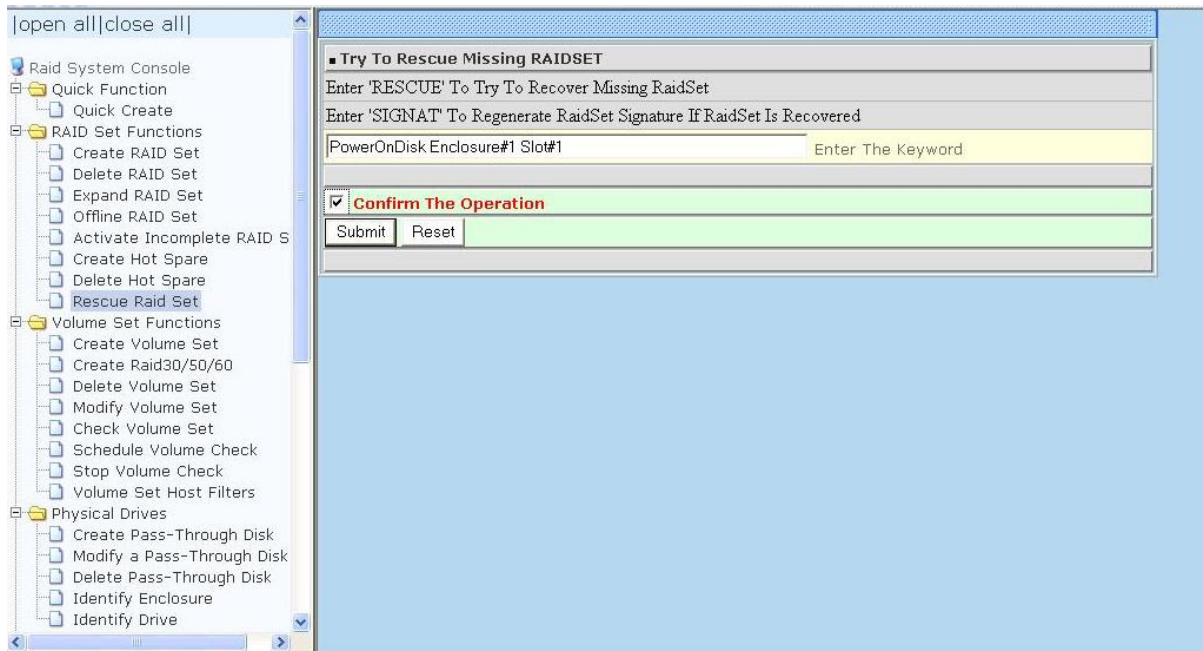 |open all|close all|
Raid System Console
Quick Function
Quick Create
RAID Set Functions
Create RAID Set
Delete RAID Set
Expand RAID Set
Offline RAID Set
Activate Incomplete RAID S
Create Hot Spare
Delete Hot Spare
Rescue Raid Set
Volume Set Functions
Create Volume Set
Create Raid30/50/60
Delete Volume Set
Modify Volume Set
Check Volume Set
Schedule Volume Check
Stop Volume Check
Volume Set Host Filters
Physical Drives
Create Pass-Through Disk
Modify a Pass-Through Disk
Delete Pass-Through Disk
Identify Enclosure
Identify Drive
Try To Rescue Missing RAIDSET
Enter 'RESCUE' To Try To Recover Missing RaidSet
Enter 'SIGNAT' To Regenerate RaidSet Signature If RaidSet Is Recovered
PowerOnDisk Enclosure#1 Slot#1 Enter The Keyword
Confirm The Operation
Submit Reset